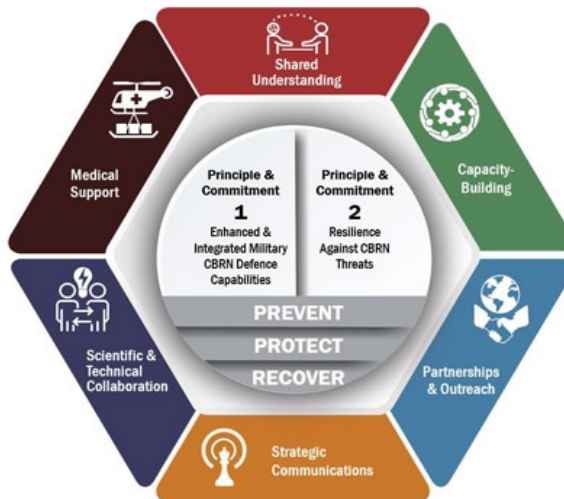 Shared
Understanding
Medical
Support
Capacity-
Building
Principle &
Commitment
1
Enhanced &
Integrated Military
CBRN Defence
Capabilities
Principle &
Commitment
2
Resilience
Against CBRN
Threats
PREVENT
PROTECT
RECOVER
Scientific &
Technical
Collaboration
Partnerships
& Outreach
Strategic
Communications